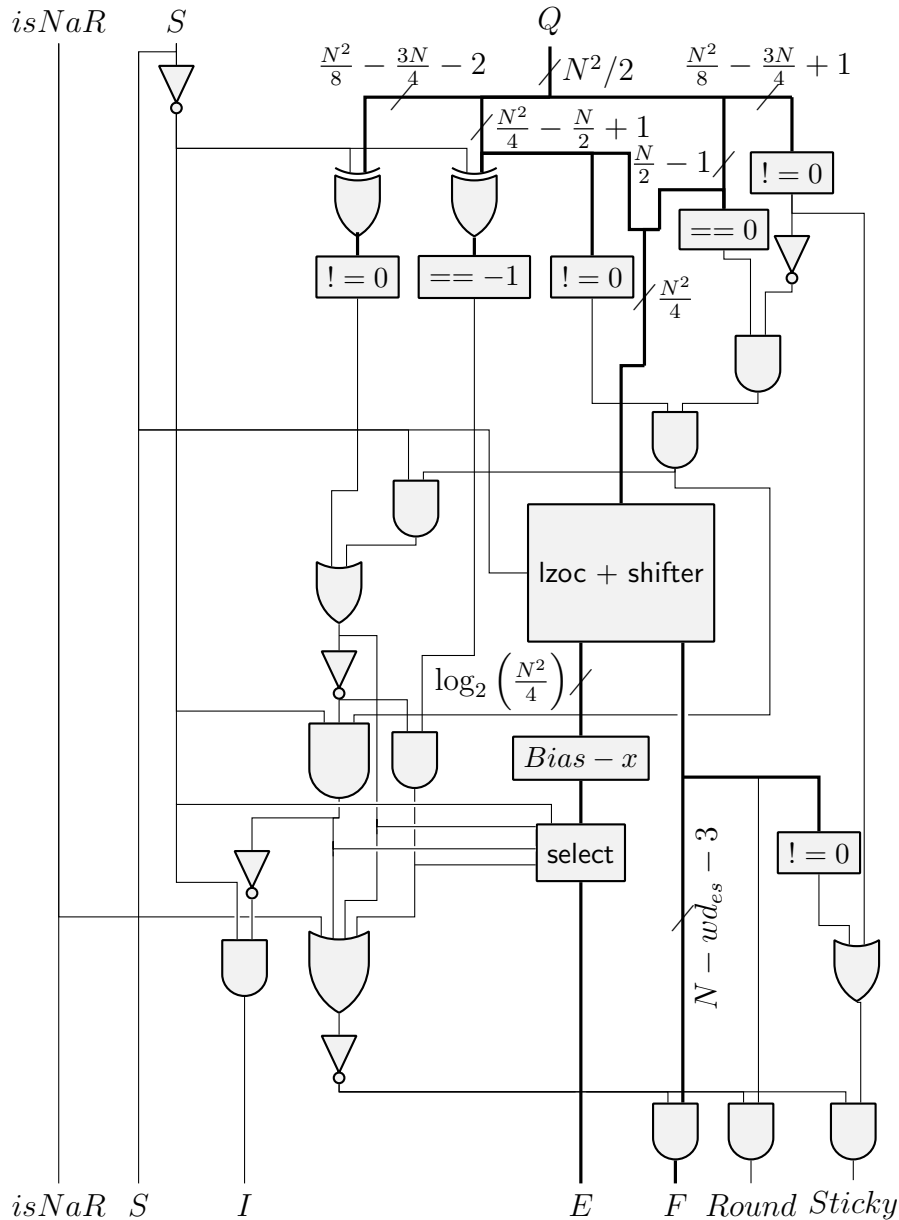 isNaR S Q
N²/8 − 3N/4 − 2
N²/2
N²/8 − 3N/4 + 1
N²/4 − N/2 + 1
N/2 − 1
! = 0
== 0
! = 0
== −1
! = 0
N²/4
lzoc + shifter
log₂ (N²/4)
Bias − x
select
N − wd_es − 3
! = 0
isNaR S I E F Round Sticky